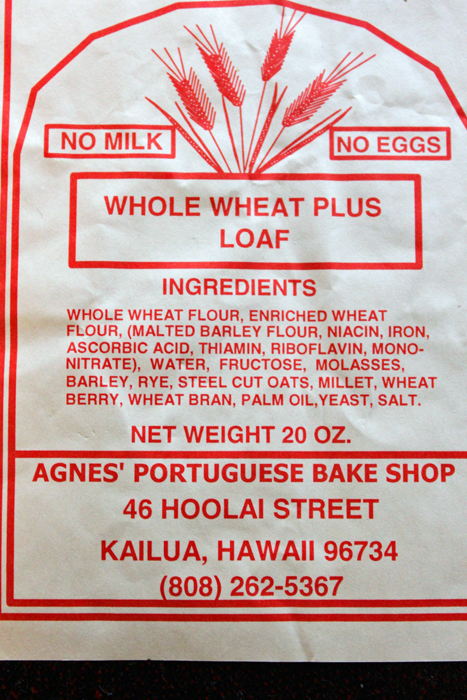 NO MILK
NO EGGS
WHOLE WHEAT PLUS
LOAF
INGREDIENTS
WHOLE WHEAT FLOUR, ENRICHED WHEAT
FLOUR, (MALTED BARLEY FLOUR, NIACIN, IRON,
ASCORBIC ACID, THIAMIN, RIBOFLAVIN, MONO-
NITRATE), WATER, FRUCTOSE, MOLASSES,
BARLEY, RYE, STEEL CUT OATS, MILLET, WHEAT
BERRY, WHEAT BRAN, PALM OIL,YEAST, SALT.
NET WEIGHT 20 OZ.
AGNES' PORTUGUESE BAKE SHOP
46 HOOLAI STREET
KAILUA, HAWAII 96734
(808) 262-5367